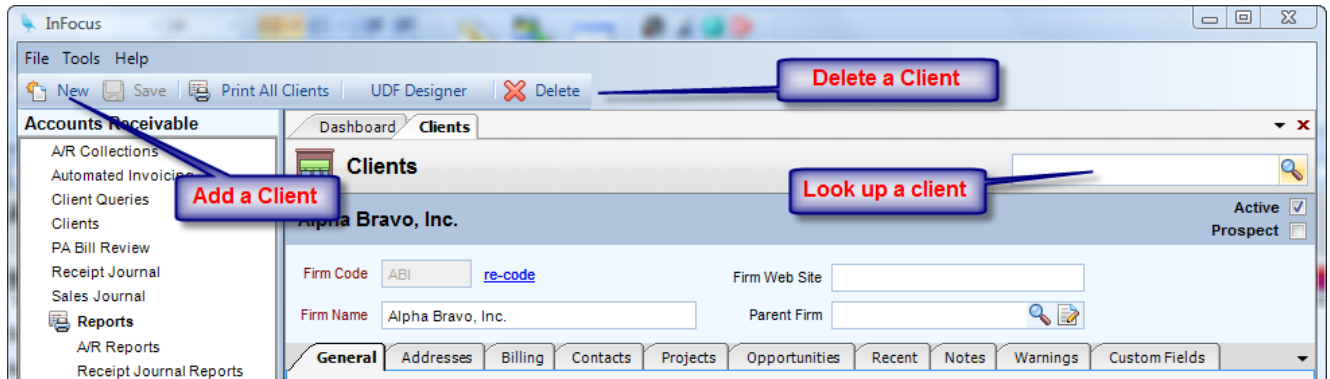 InFocus
File Tools Help
New Save Print All Clients UDF Designer Delete
Delete a Client
Accounts Receivable
Dashboard Clients
A/R Collections
Automated Invoicing
Client Queries
Clients
PA Bill Review
Receipt Journal
Sales Journal
Reports
A/R Reports
Receipt Journal Reports
Add a Client
Clients
Look up a client
Alpha Bravo, Inc.
Active
Prospect
Firm Code ABI re-code Firm Web Site
Firm Name Alpha Bravo, Inc. Parent Firm
General Addresses Billing Contacts Projects Opportunities Recent Notes Warnings Custom Fields